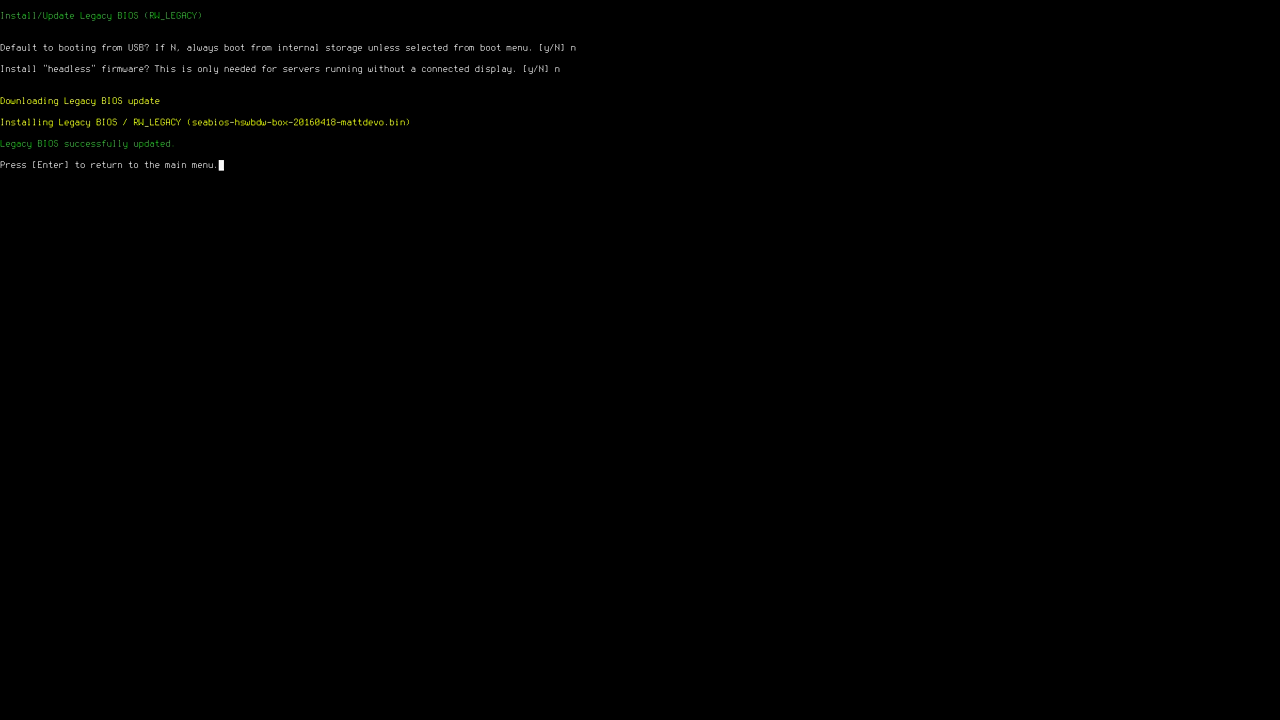 Install/Update Legacy BIOS (RW_LEGACY)
Default to booting from USB? If N, always boot from internal storage unless selected from boot menu. [y/N] n
Install "headless" firmware? This is only needed for servers running without a connected display. [y/N] n
Downloading Legacy BIOS update
Installing Legacy BIOS / RW_LEGACY (seabios-hswbdw-box-20160418-mattdevo.bin)
Legacy BIOS successfully updated.
Press [Enter] to return to the main menu.